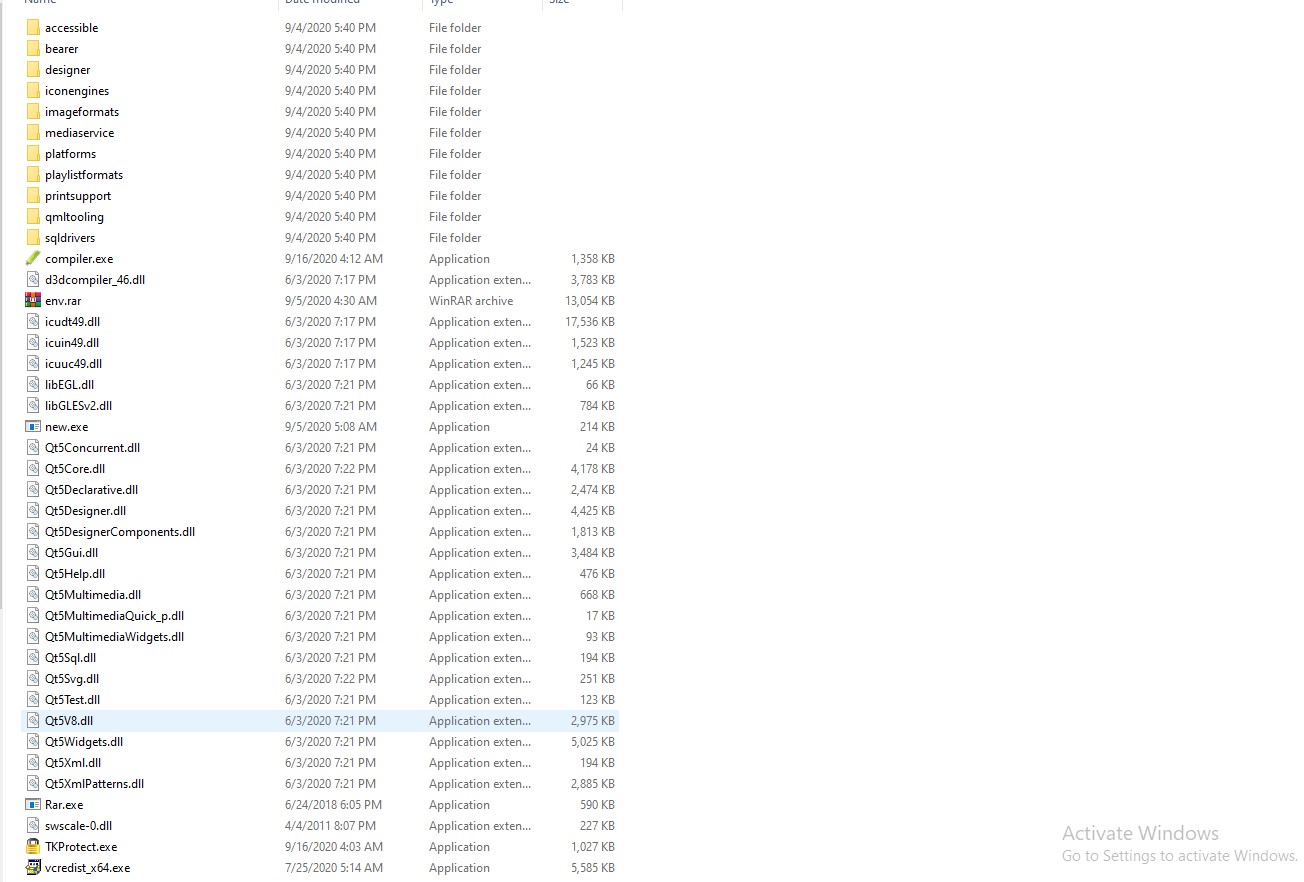 Name Date modified Type Size
accessible 9/4/2020 5:40 PM File folder
bearer 9/4/2020 5:40 PM File folder
designer 9/4/2020 5:40 PM File folder
iconengines 9/4/2020 5:40 PM File folder
imageformats 9/4/2020 5:40 PM File folder
mediaservice 9/4/2020 5:40 PM File folder
platforms 9/4/2020 5:40 PM File folder
playlistformats 9/4/2020 5:40 PM File folder
printsupport 9/4/2020 5:40 PM File folder
qmltooling 9/4/2020 5:40 PM File folder
sqldrivers 9/4/2020 5:40 PM File folder
compiler.exe 9/16/2020 4:12 AM Application 1,358 KB
d3dcompiler_46.dll 6/3/2020 7:17 PM Application exten... 3,783 KB
env.rar 9/5/2020 4:30 AM WinRAR archive 13,054 KB
icudt49.dll 6/3/2020 7:17 PM Application exten... 17,536 KB
icuin49.dll 6/3/2020 7:17 PM Application exten... 1,523 KB
icuuc49.dll 6/3/2020 7:17 PM Application exten... 1,245 KB
libEGL.dll 6/3/2020 7:21 PM Application exten... 66 KB
libGLESv2.dll 6/3/2020 7:21 PM Application exten... 784 KB
new.exe 9/5/2020 5:08 AM Application 214 KB
Qt5Concurrent.dll 6/3/2020 7:21 PM Application exten... 24 KB
Qt5Core.dll 6/3/2020 7:22 PM Application exten... 4,178 KB
Qt5Declarative.dll 6/3/2020 7:21 PM Application exten... 2,474 KB
Qt5Designer.dll 6/3/2020 7:21 PM Application exten... 4,425 KB
Qt5DesignerComponents.dll 6/3/2020 7:21 PM Application exten... 1,813 KB
Qt5Gui.dll 6/3/2020 7:21 PM Application exten... 3,484 KB
Qt5Help.dll 6/3/2020 7:21 PM Application exten... 476 KB
Qt5Multimedia.dll 6/3/2020 7:21 PM Application exten... 668 KB
Qt5MultimediaQuick_p.dll 6/3/2020 7:21 PM Application exten... 17 KB
Qt5MultimediaWidgets.dll 6/3/2020 7:21 PM Application exten... 93 KB
Qt5Sql.dll 6/3/2020 7:21 PM Application exten... 194 KB
Qt5Svg.dll 6/3/2020 7:22 PM Application exten... 251 KB
Qt5Test.dll 6/3/2020 7:21 PM Application exten... 123 KB
Qt5V8.dll 6/3/2020 7:21 PM Application exten... 2,975 KB
Qt5Widgets.dll 6/3/2020 7:21 PM Application exten... 5,025 KB
Qt5Xml.dll 6/3/2020 7:21 PM Application exten... 194 KB
Qt5XmlPatterns.dll 6/3/2020 7:21 PM Application exten... 2,885 KB
Rar.exe 6/24/2018 6:05 PM Application 590 KB
swscale-0.dll 4/4/2011 8:07 PM Application exten... 227 KB
TKProtect.exe 9/16/2020 4:03 AM Application 1,027 KB
vcredist_x64.exe 7/25/2020 5:14 AM Application 5,585 KB
Activate Windows
Go to Settings to activate Windows.